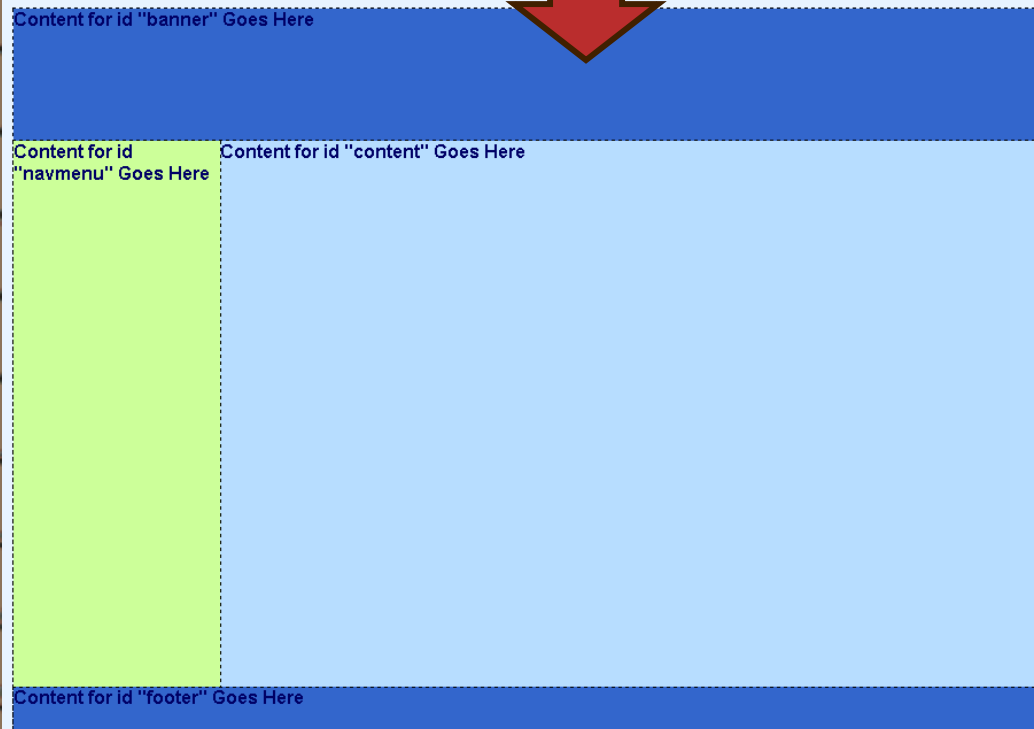 Content for id "banner" Goes Here
Content for id
"navmenu" Goes Here
Content for id "content" Goes Here
Content for id "footer" Goes Here